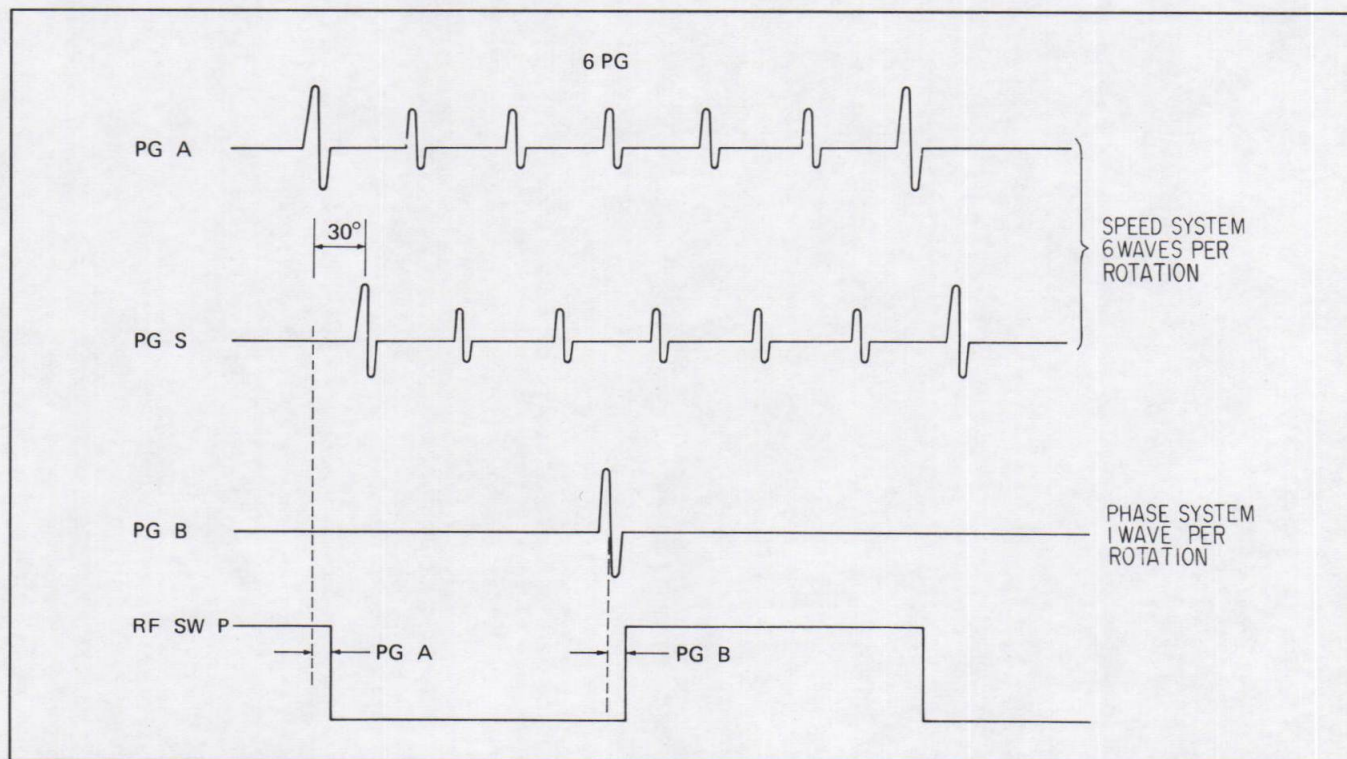 6 PG
PG A
30°
SPEED SYSTEM
6 WAVES PER
ROTATION
PG S
PG B
PHASE SYSTEM
1 WAVE PER
ROTATION
RF SW P
PG A
PG B